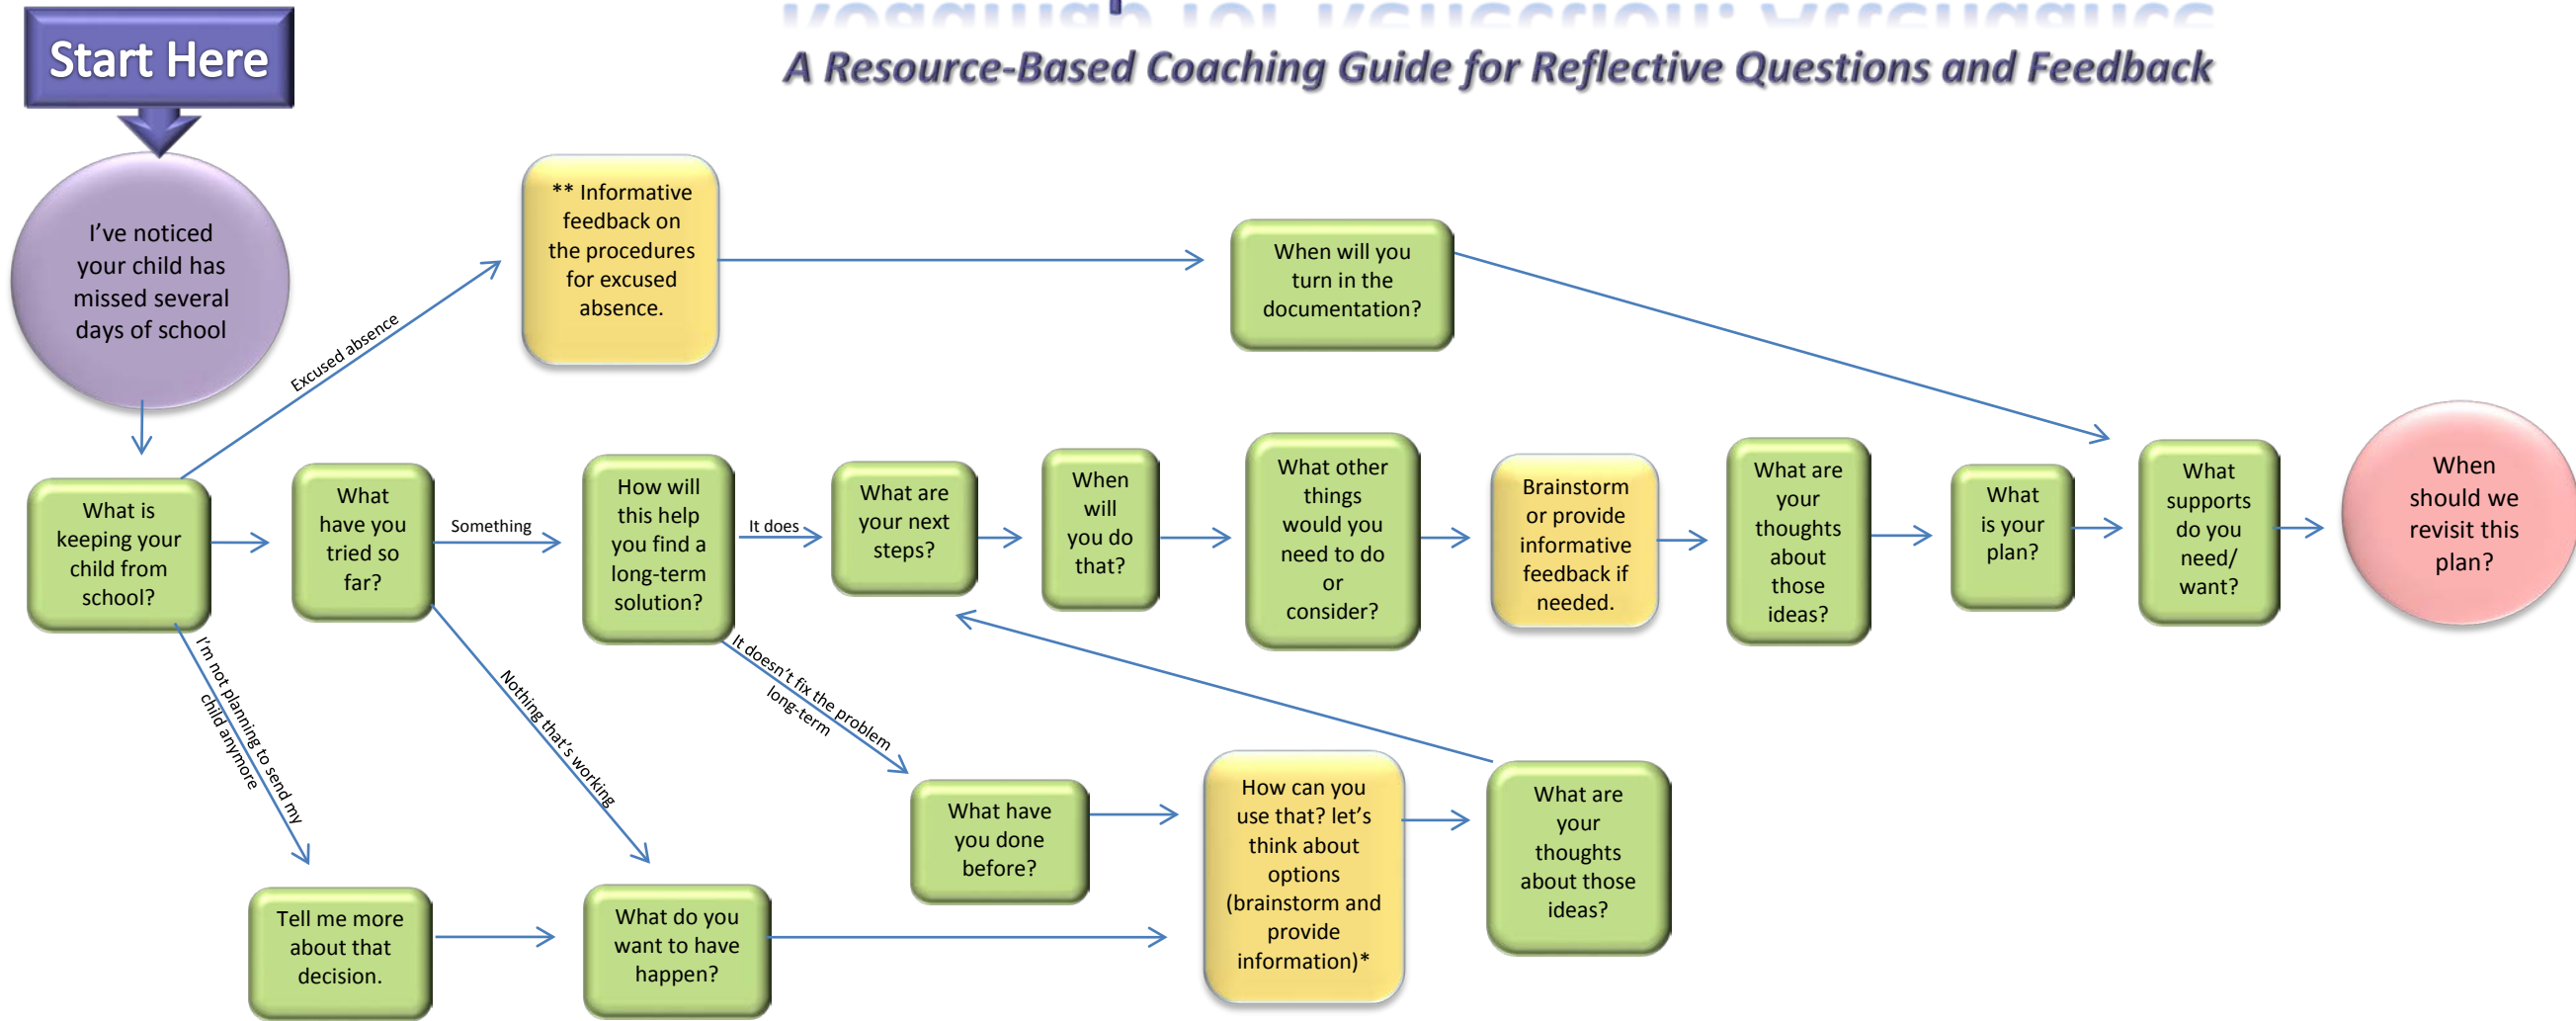 Start Here
A Resource-Based Coaching Guide for Reflective Questions and Feedback
I've noticed
your child has
missed several
days of school
Excused absence
** Informative
feedback on
the procedures
for excused
absence.
When will you
turn in the
documentation?
What is
keeping your
child from
school?
What
have you
tried so
far?
Something
How will
this help
you find a
long-term
solution?
It does
What are
your next
steps?
When
will
you do
that?
What other
things
would you
need to do
or
consider?
Brainstorm
or provide
informative
feedback if
needed.
What are
your
thoughts
about
those
ideas?
What
is your
plan?
What
supports
do you
need/
want?
When
should we
revisit this
plan?
I'm not planning to send my
child anymore
Nothing that's working
It doesn't fix the problem
long-term
Tell me more
about that
decision.
What do you
want to have
happen?
What have
you done
before?
How can you
use that? let's
think about
options
(brainstorm and
provide
information)*
What are
your
thoughts
about those
ideas?